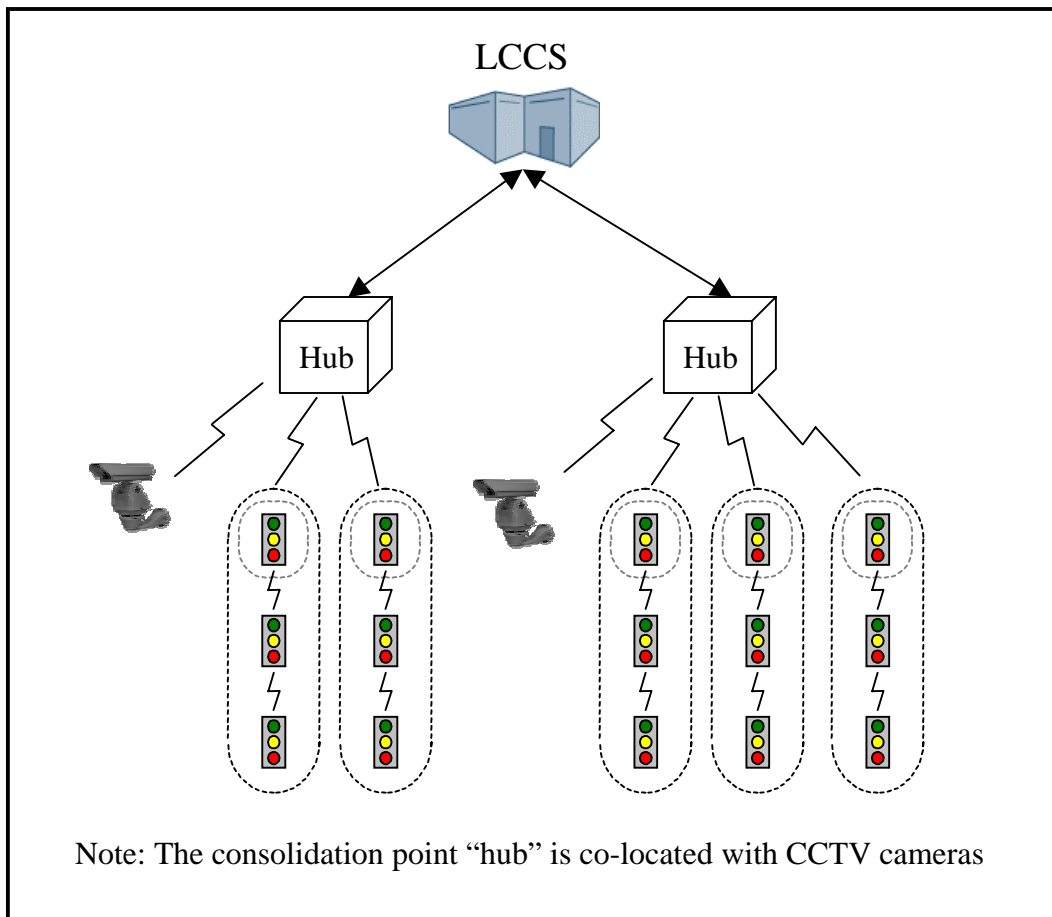 LCCS
Hub
Hub
Note: The consolidation point “hub” is co-located with CCTV cameras